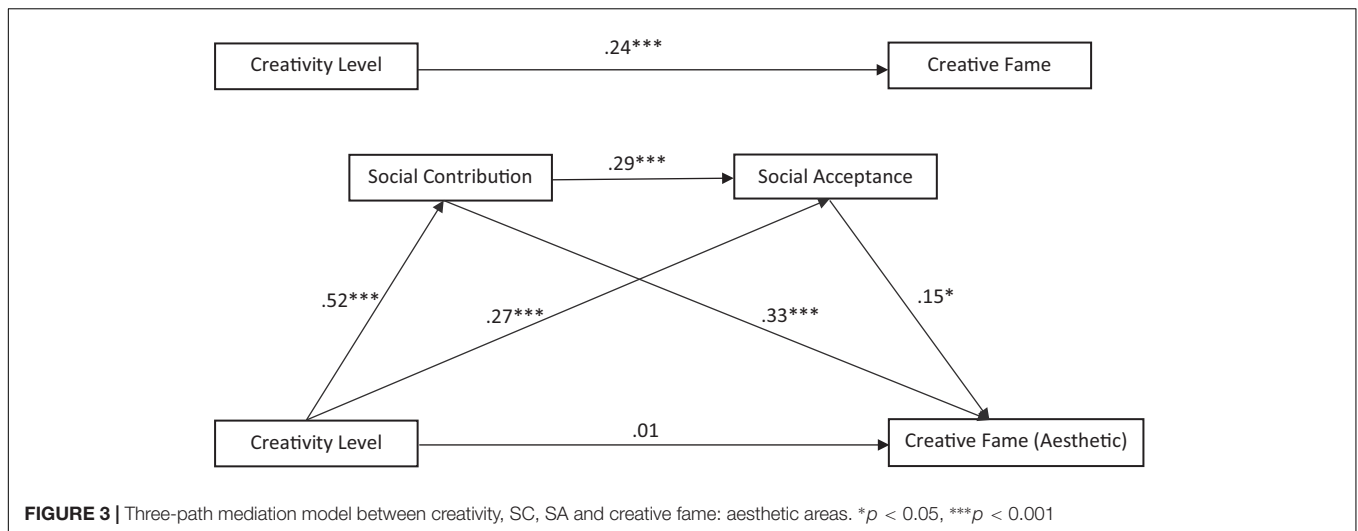 .24***
Creativity Level
Creative Fame
.29***
Social Contribution
Social Acceptance
.52***
.27***
.33***
.15*
.01
Creativity Level
Creative Fame (Aesthetic)
FIGURE 3 | Three-path mediation model between creativity, SC, SA and creative fame: aesthetic areas. *p < 0.05, ***p < 0.001